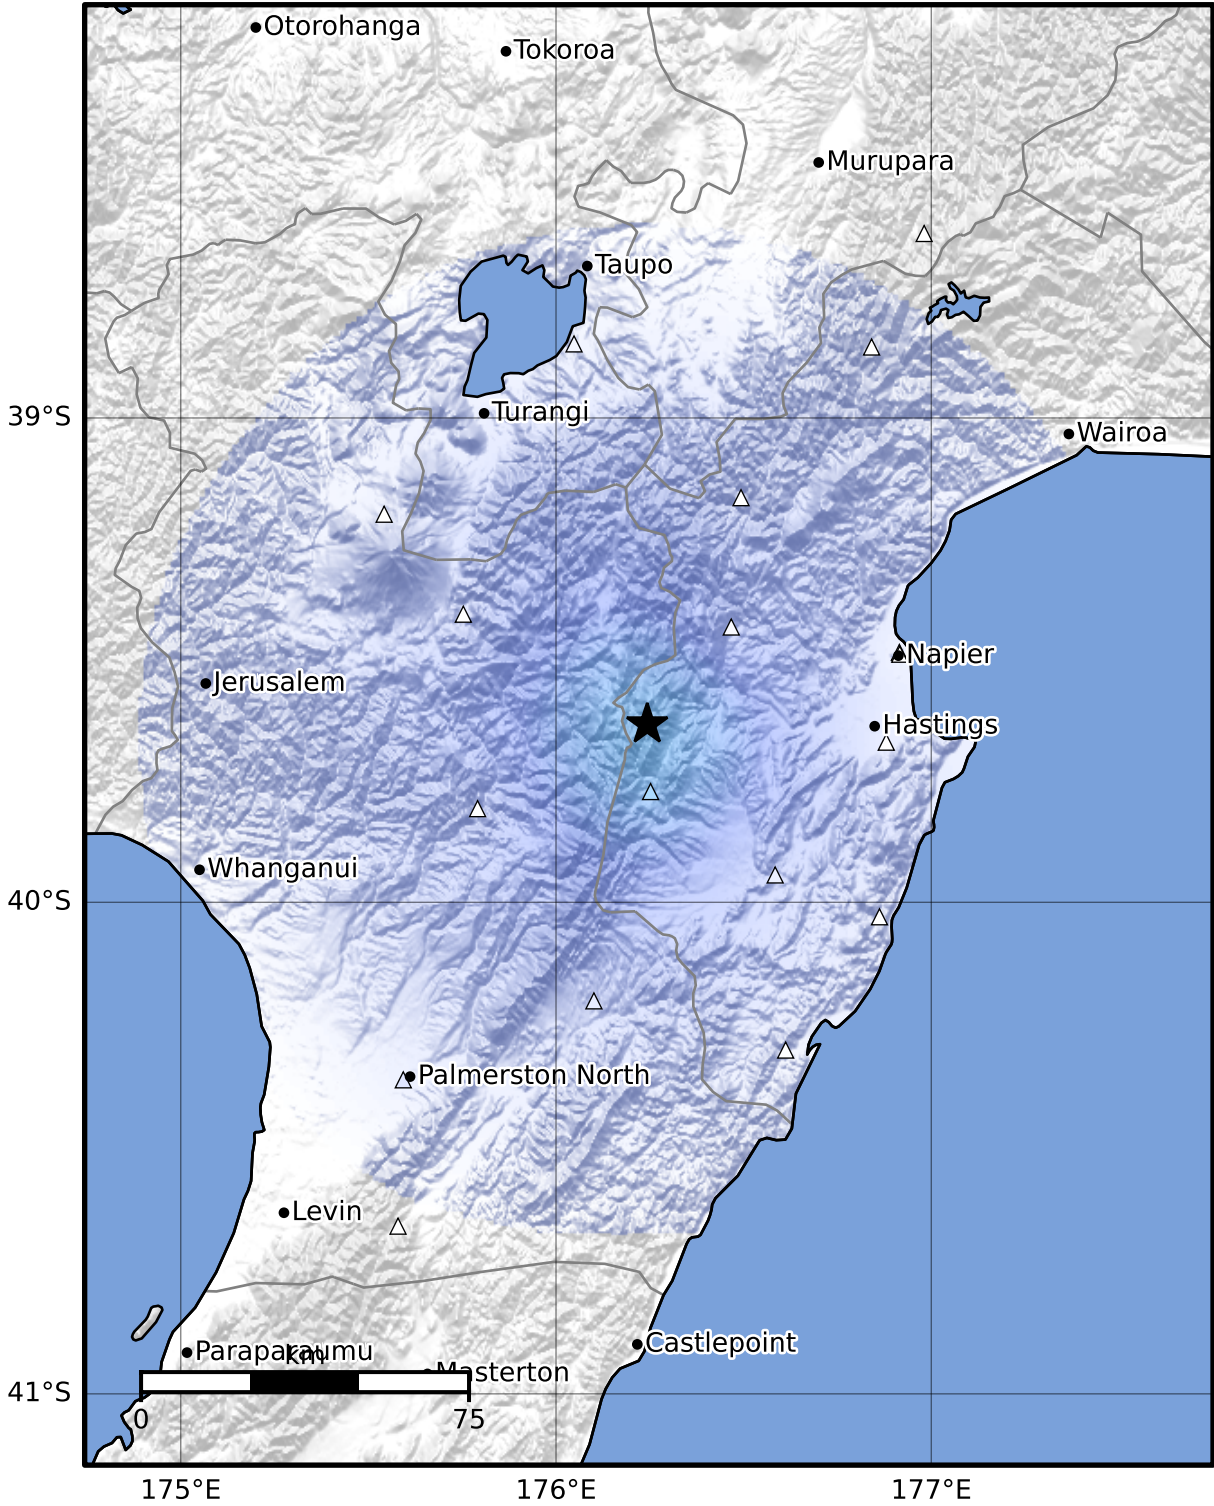 Otorohanga
Tokoroa
Murupara
Taupo
Turangi
39°S
Wairoa
Napier
Jerusalem
Hastings
Whanganui
40°S
Palmerston North
Levin
Castlepoint
Paraparaumu
km
Masterton
41°S
0 75
175°E 176°E 177°E